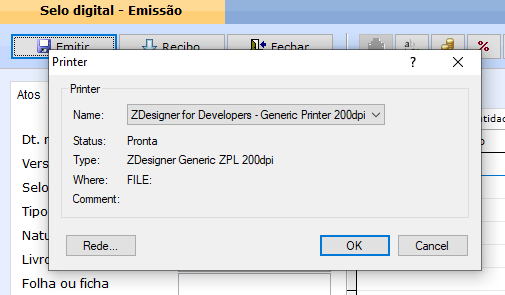 Selo digital - Emissão
Emitir
Recibo
Fechar
%
Printer
Atos
Dt.
Vers
Selo
Tipo
Natu
Livro
Folha ou ficha
Printer
Name: ZDesigner for Developers - Generic Printer 200dpi
Status: Pronta
Type: ZDesigner Generic ZPL 200dpi
Where: FILE:
Comment:
Rede...
OK
Cancel